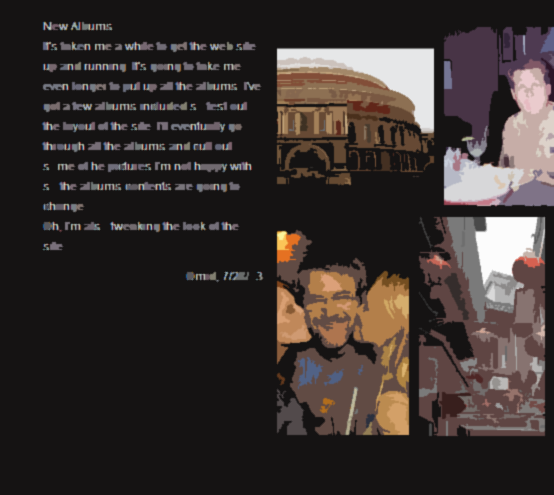 New Albums
It's taken me a while to get the web site
up and running. It's going to take me
even longer to put up all the albums. I've
got a few albums included s test out
the layout of the site. I'll eventually go
through all the albums and cull out
s me of he pictures I'm not happy with
s the albums contents are going to
change
Oh, I'm als tweaking the look of the
site